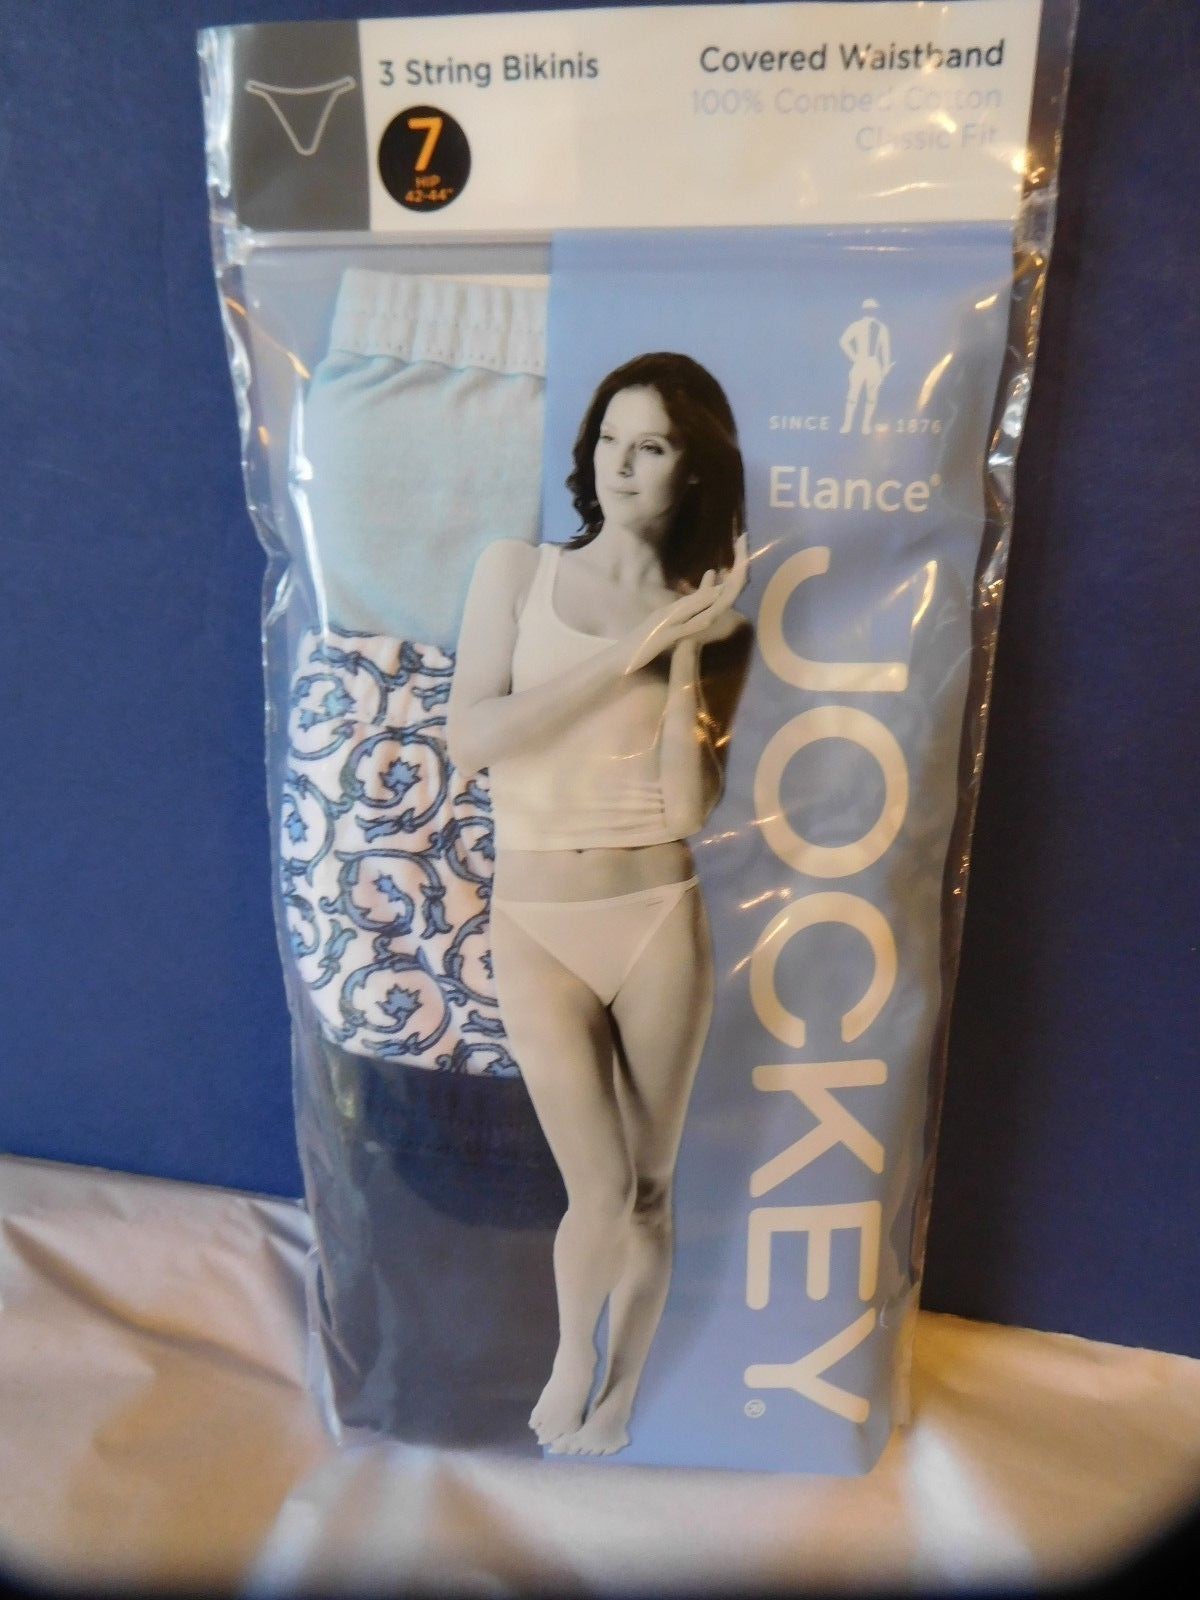 3 String Bikinis
7
HIP
42-44"
Covered Waistband
100% Combed Cotton
Classic Fit
SINCE 1876
Elance®
JOCKEY®